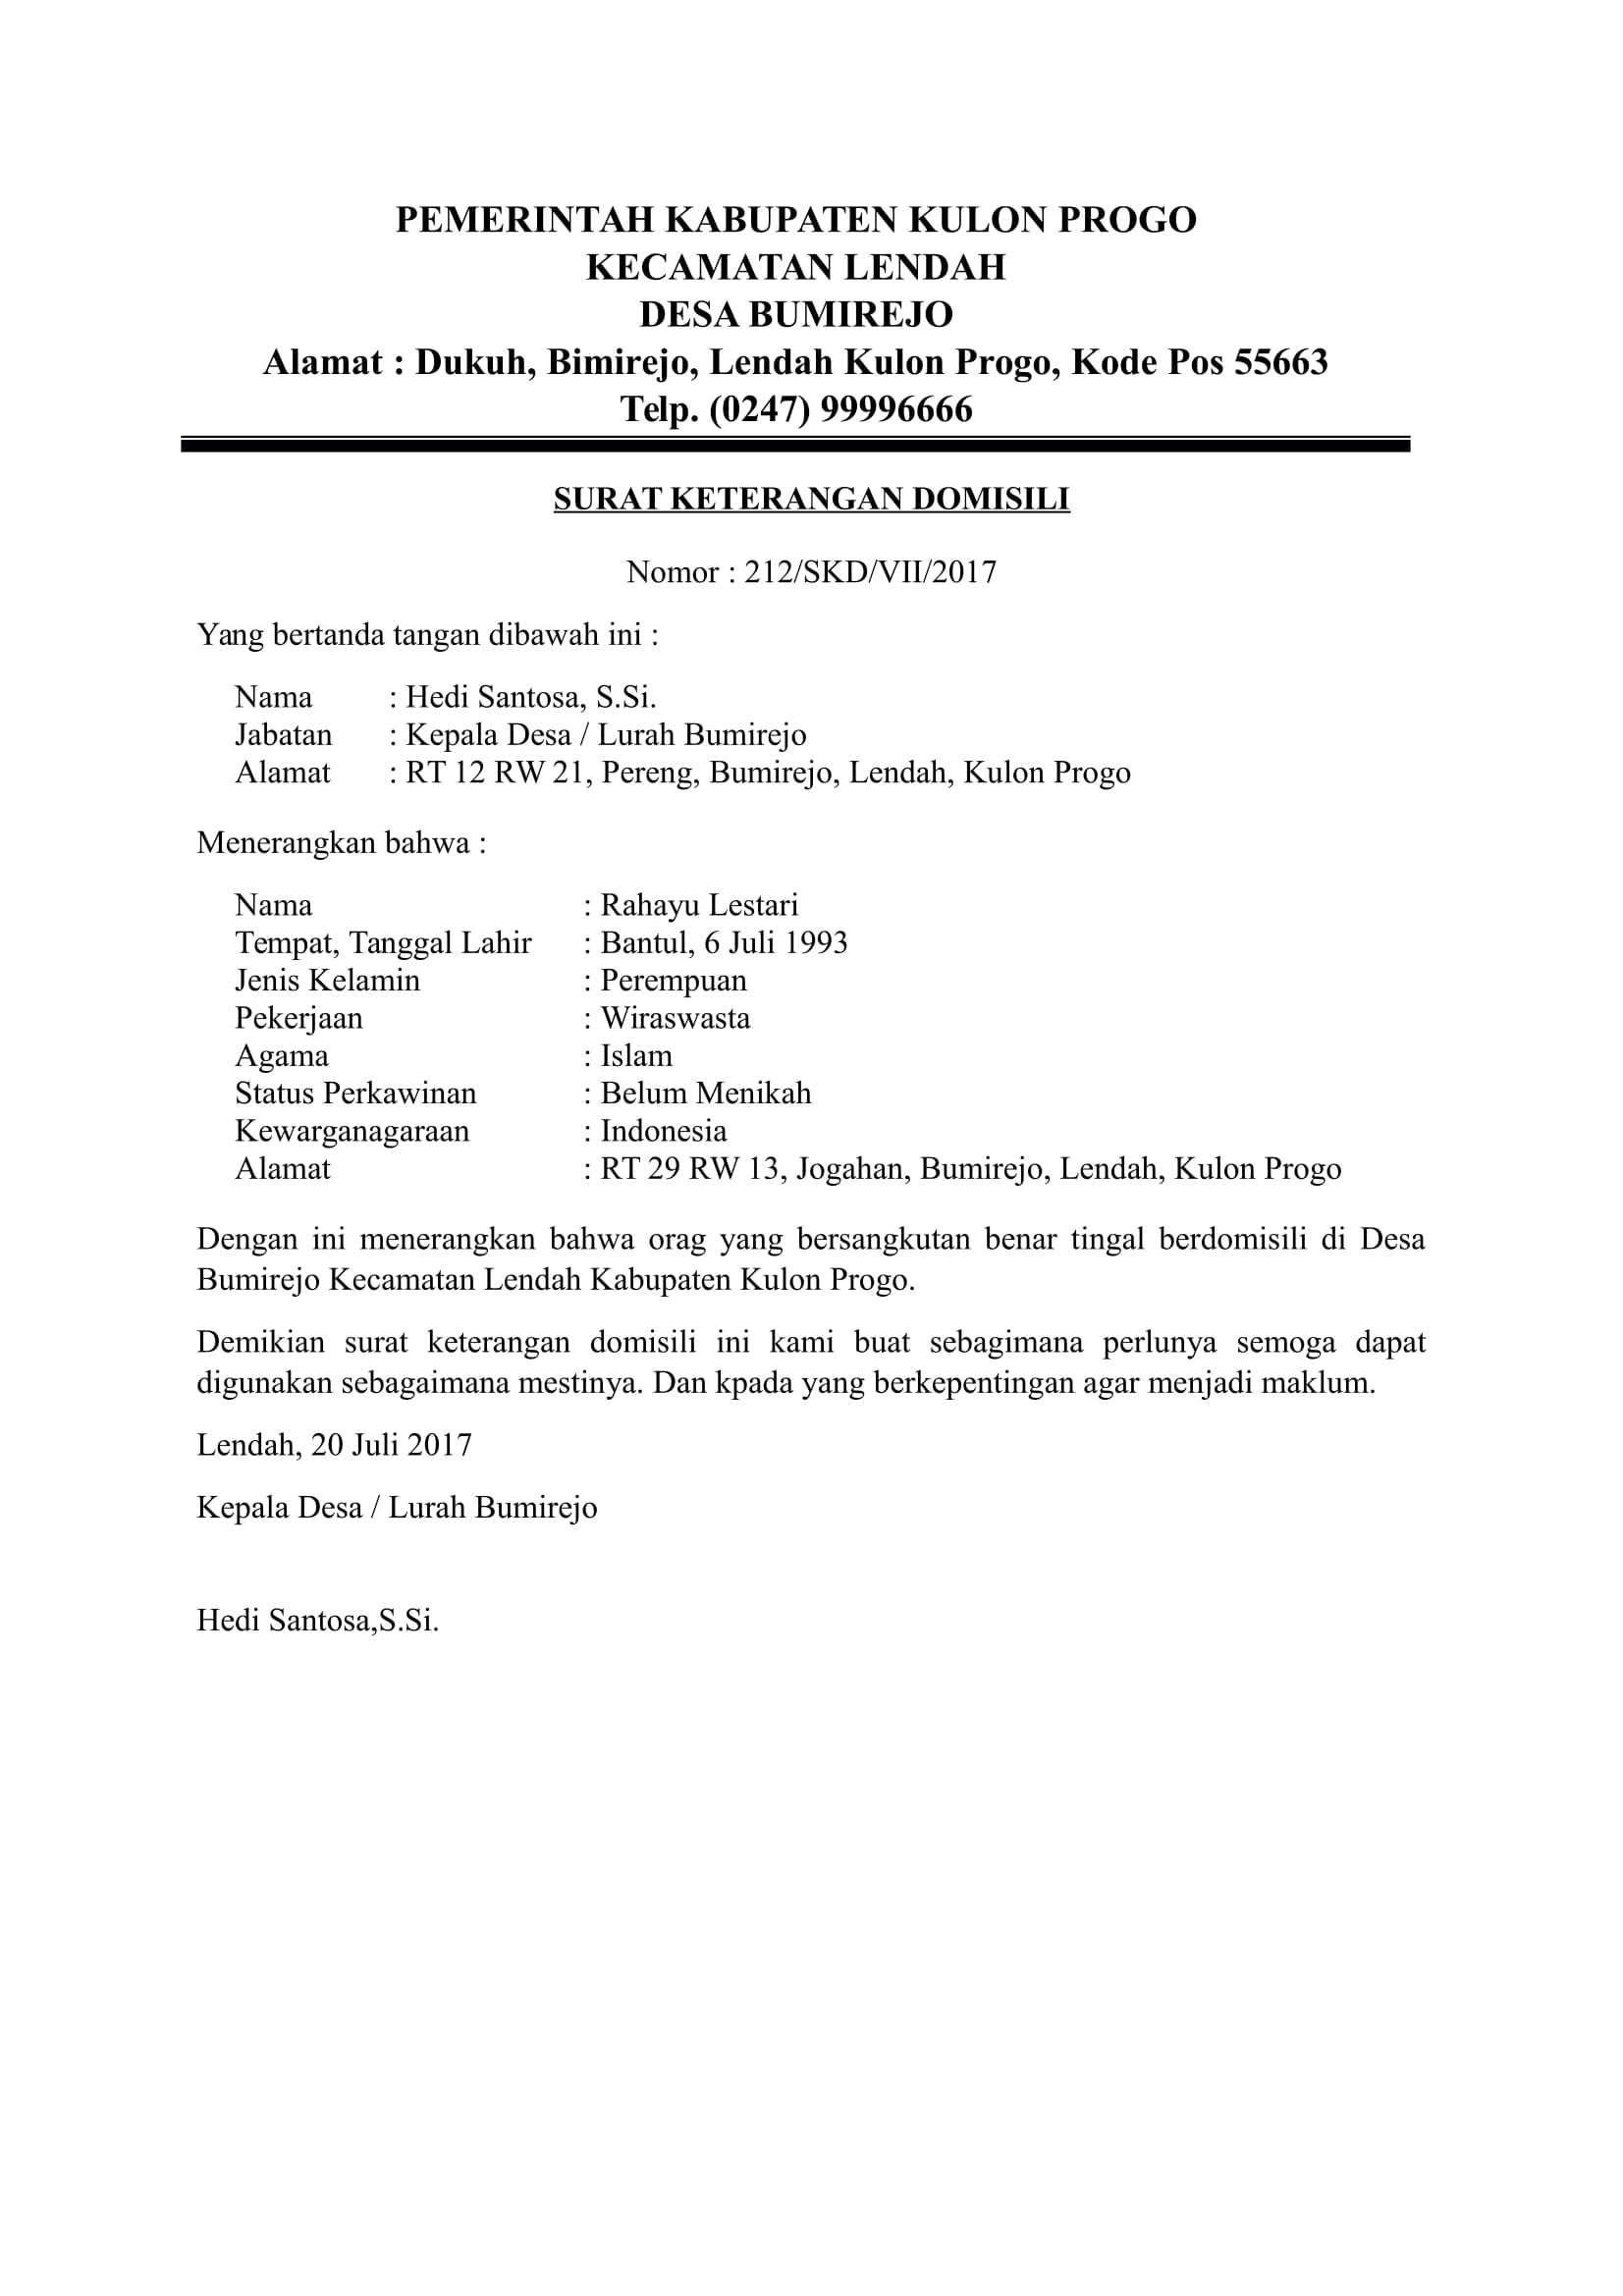 PEMERINTAH KABUPATEN KULON PROGO
KECAMATAN LENDAH
DESA BUMIREJO
Alamat : Dukuh, Bimirejo, Lendah Kulon Progo, Kode Pos 55663
Telp. (0247) 99996666
SURAT KETERANGAN DOMISILI
Nomor : 212/SKD/VII/2017
Yang bertanda tangan dibawah ini :
Nama : Hedi Santosa, S.Si.
Jabatan : Kepala Desa / Lurah Bumirejo
Alamat : RT 12 RW 21, Pereng, Bumirejo, Lendah, Kulon Progo
Menerangkan bahwa :
Nama : Rahayu Lestari
Tempat, Tanggal Lahir : Bantul, 6 Juli 1993
Jenis Kelamin : Perempuan
Pekerjaan : Wiraswasta
Agama : Islam
Status Perkawinan : Belum Menikah
Kewarganagaraan : Indonesia
Alamat : RT 29 RW 13, Jogahan, Bumirejo, Lendah, Kulon Progo
Dengan ini menerangkan bahwa orag yang bersangkutan benar tingal berdomisili di Desa
Bumirejo Kecamatan Lendah Kabupaten Kulon Progo.
Demikian surat keterangan domisili ini kami buat sebagimana perlunya semoga dapat
digunakan sebagaimana mestinya. Dan kpada yang berkepentingan agar menjadi maklum.
Lendah, 20 Juli 2017
Kepala Desa / Lurah Bumirejo
Hedi Santosa,S.Si.